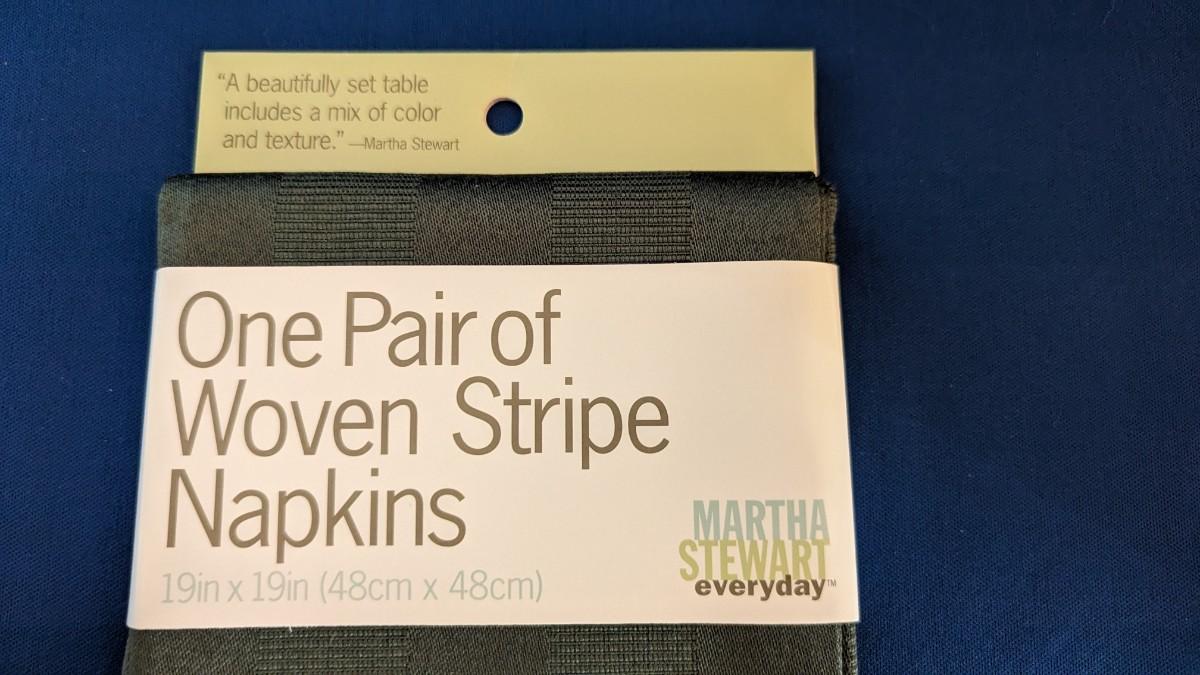 “A beautifully set table
includes a mix of color
and texture.” —Martha Stewart
One Pair of
Woven Stripe
Napkins
19in x 19in (48cm x 48cm)
MARTHA
STEWART
everyday™